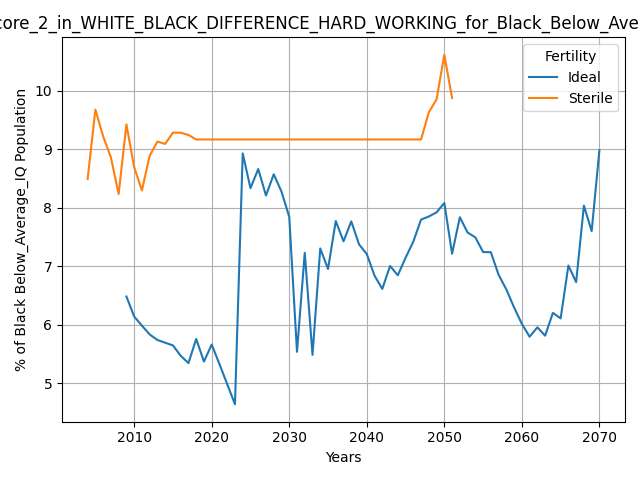 core_2_in_WHITE_BLACK_DIFFERENCE_HARD_WORKING_for_Black_Below_Ave
Fertility
Ideal
Sterile
% of Black Below_Average_IQ Population
10
9
8
7
6
5
2010 2020 2030 2040 2050 2060 2070
Years